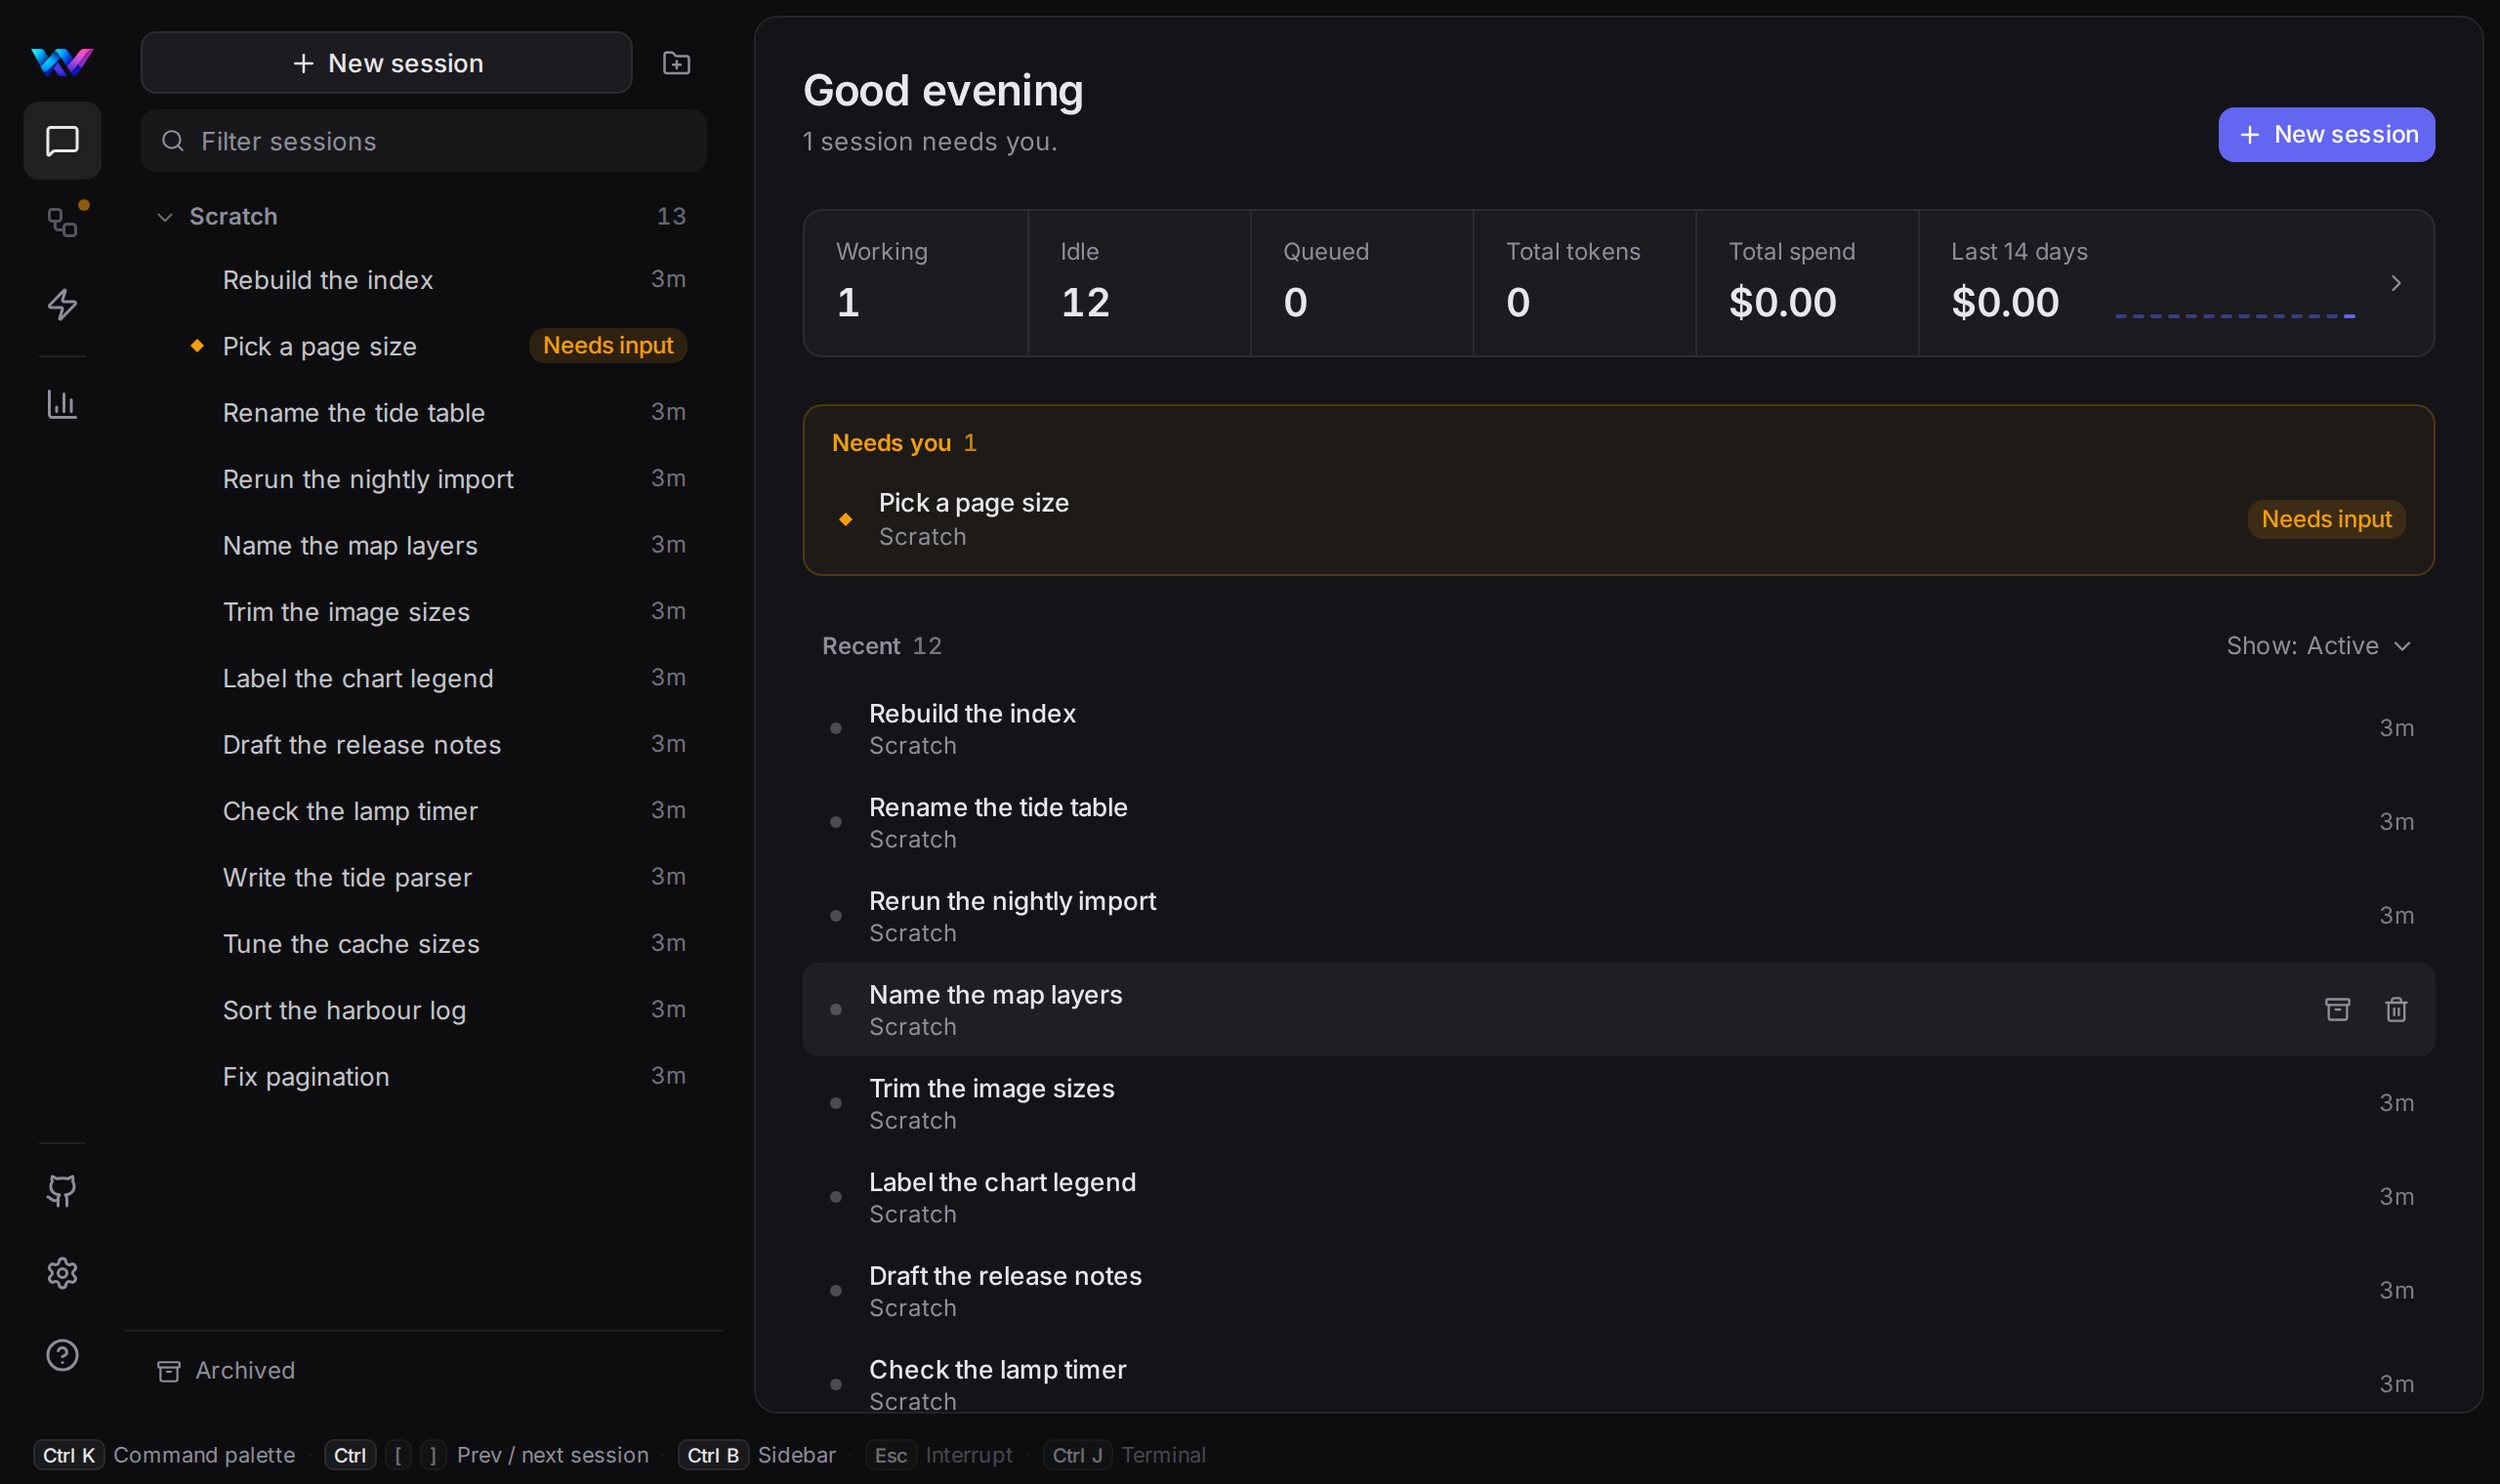 New session
Filter sessions
Scratch 13
Rebuild the index 3m
Pick a page size Needs input
Rename the tide table 3m
Rerun the nightly import 3m
Name the map layers 3m
Trim the image sizes 3m
Label the chart legend 3m
Draft the release notes 3m
Check the lamp timer 3m
Write the tide parser 3m
Tune the cache sizes 3m
Sort the harbour log 3m
Fix pagination 3m
Archived
Good evening
1 session needs you.
New session
Working
1
Idle
12
Queued
0
Total tokens
0
Total spend
$0.00
Last 14 days
$0.00
Needs you 1
Pick a page size
Scratch
Needs input
Recent 12
Show: Active
Rebuild the index
Scratch
3m
Rename the tide table
Scratch
3m
Rerun the nightly import
Scratch
3m
Name the map layers
Scratch
Trim the image sizes
Scratch
3m
Label the chart legend
Scratch
3m
Draft the release notes
Scratch
3m
Check the lamp timer
Scratch
3m
Ctrl K Command palette · Ctrl [ ] Prev / next session · Ctrl B Sidebar · Esc Interrupt · Ctrl J Terminal